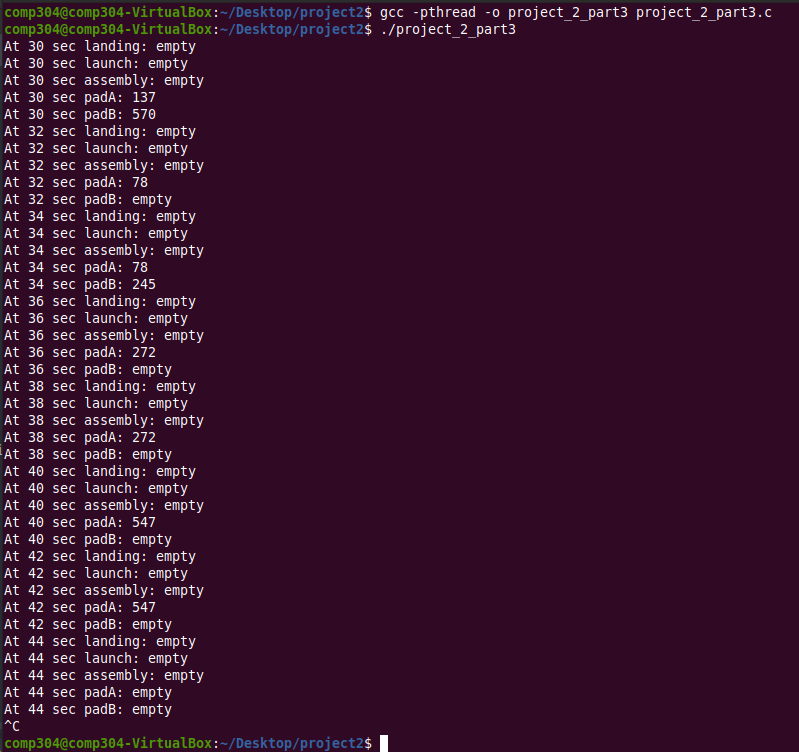 comp304@comp304-VirtualBox:~/Desktop/project2$ gcc -pthread -o project_2_part3 project_2_part3.c
comp304@comp304-VirtualBox:~/Desktop/project2$ ./project_2_part3
At 30 sec landing: empty
At 30 sec launch: empty
At 30 sec assembly: empty
At 30 sec padA: 137
At 30 sec padB: 570
At 32 sec landing: empty
At 32 sec launch: empty
At 32 sec assembly: empty
At 32 sec padA: 78
At 32 sec padB: empty
At 34 sec landing: empty
At 34 sec launch: empty
At 34 sec assembly: empty
At 34 sec padA: 78
At 34 sec padB: 245
At 36 sec landing: empty
At 36 sec launch: empty
At 36 sec assembly: empty
At 36 sec padA: 272
At 36 sec padB: empty
At 38 sec landing: empty
At 38 sec launch: empty
At 38 sec assembly: empty
At 38 sec padA: 272
At 38 sec padB: empty
At 40 sec landing: empty
At 40 sec launch: empty
At 40 sec assembly: empty
At 40 sec padA: 547
At 40 sec padB: empty
At 42 sec landing: empty
At 42 sec launch: empty
At 42 sec assembly: empty
At 42 sec padA: 547
At 42 sec padB: empty
At 44 sec landing: empty
At 44 sec launch: empty
At 44 sec assembly: empty
At 44 sec padA: empty
At 44 sec padB: empty
^C
comp304@comp304-VirtualBox:~/Desktop/project2$